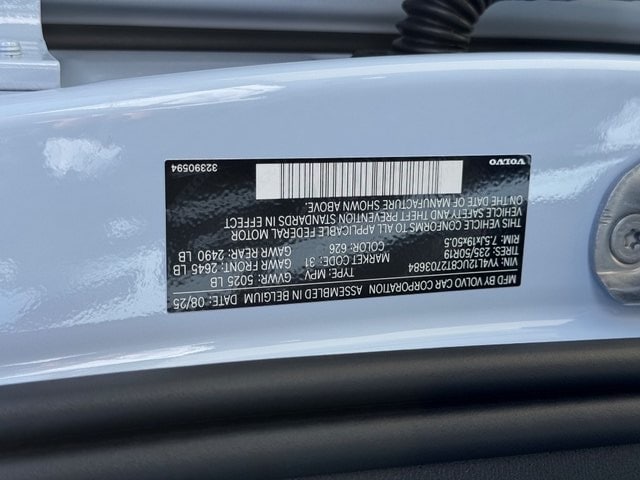 MFD BY VOLVO CAR CORPORATION ASSEMBLED IN BELGIUM DATE: 08/25
VIN: YV4L12UC8T2203684 TYPE: MPV GVWR: 5025 LB
TIRES: 235/50R19 MARKET CODE: 31 GAWR FRONT: 2645 LB
RIM: 7.5x19x50.5 COLOR: 626 GAWR REAR: 2490 LB
THIS VEHICLE CONFORMS TO ALL APPLICABLE FEDERAL MOTOR
VEHICLE SAFETY AND THEFT PREVENTION STANDARDS IN EFFECT
ON THE DATE OF MANUFACTURE SHOWN ABOVE.
VOLVO 32390594